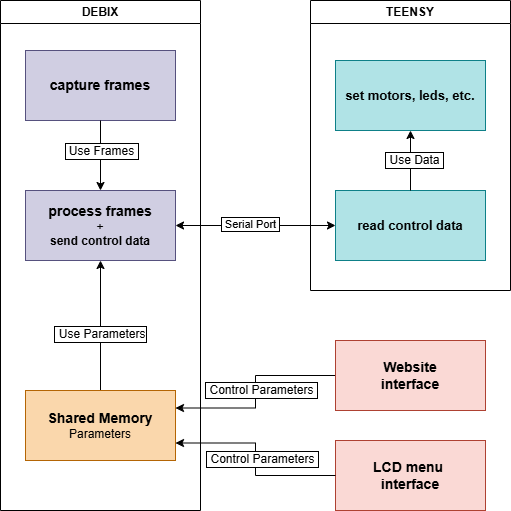 DEBIX
capture frames
Use Frames
process frames
+
send control data
Serial Port
Use Parameters
Shared Memory
Parameters
TEENSY
set motors, leds, etc.
Use Data
read control data
Website
interface
Control Parameters
LCD menu
interface
Control Parameters